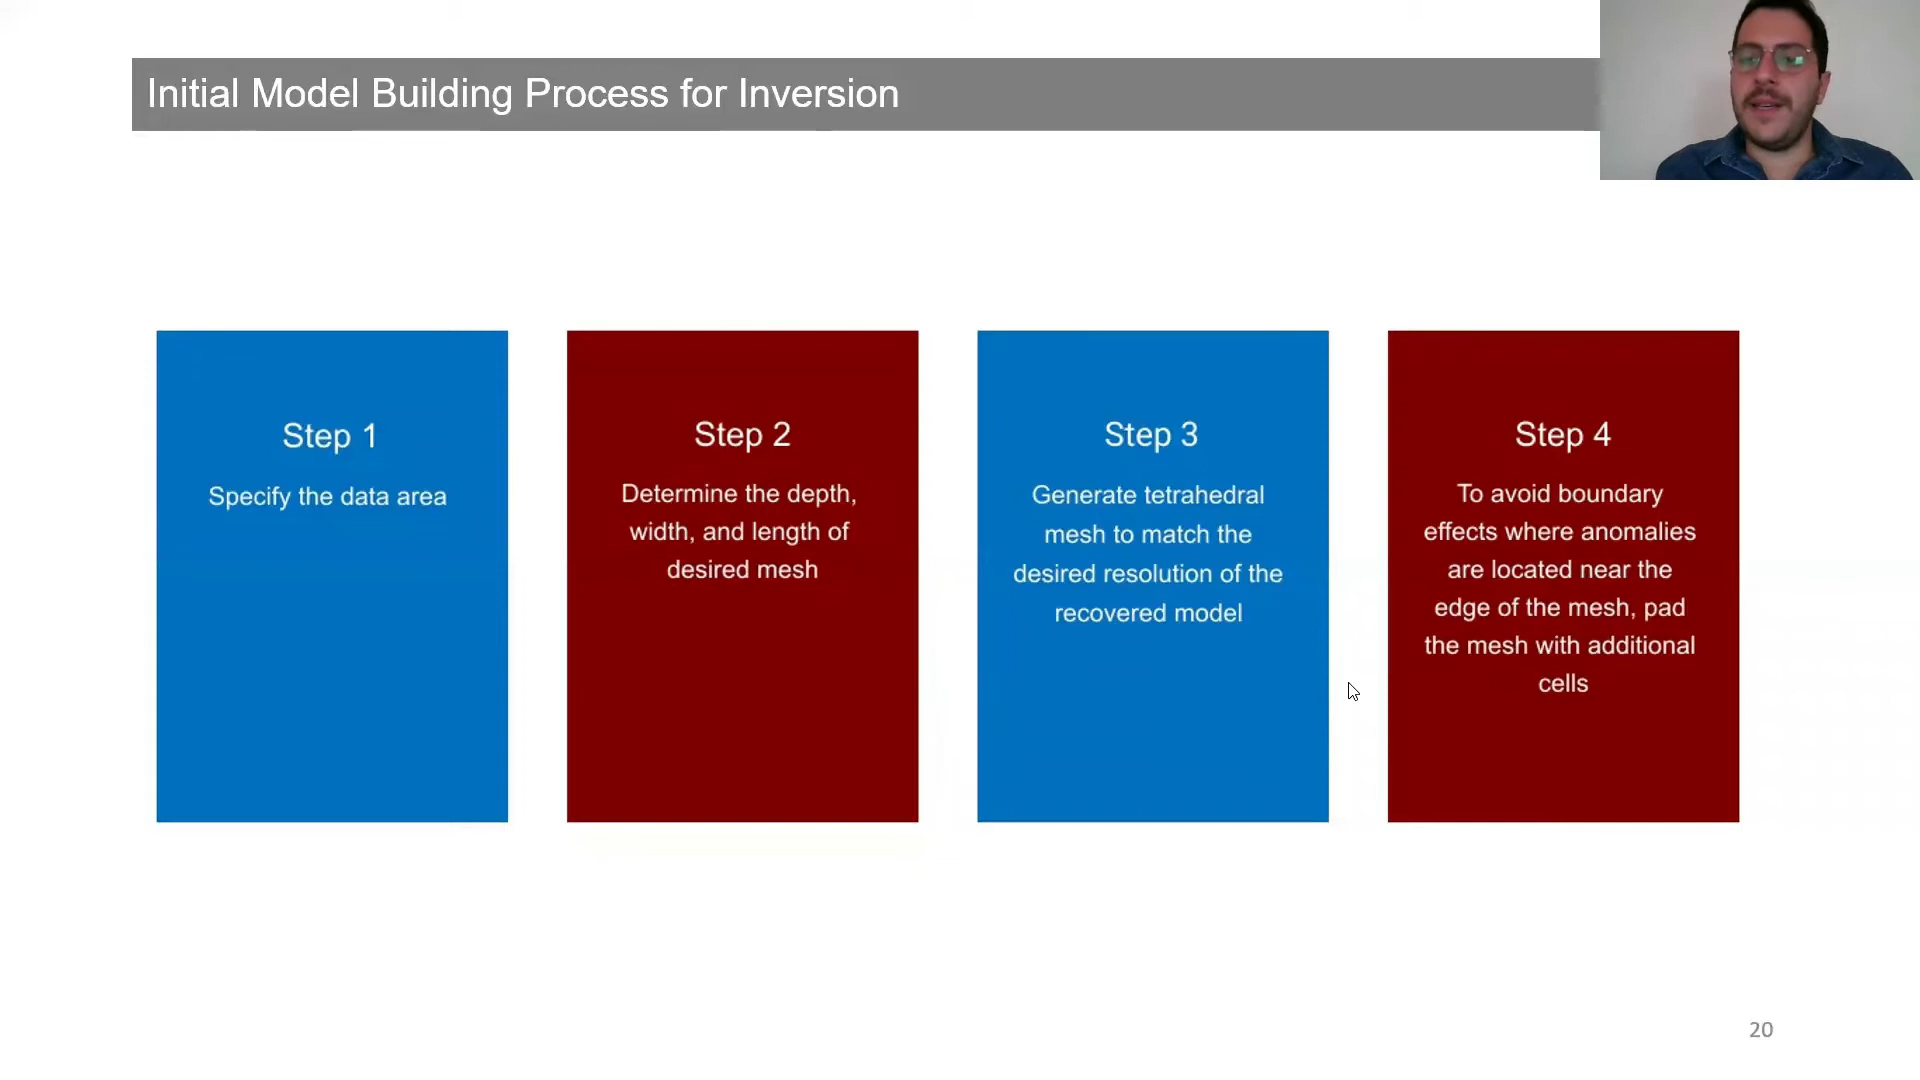 Initial Model Building Process for Inversion
Step 1
Specify the data area
Step 2
Determine the depth,
width, and length of
desired mesh
Step 3
Generate tetrahedral
mesh to match the
desired resolution of the
recovered model
Step 4
To avoid boundary
effects where anomalies
are located near the
edge of the mesh, pad
the mesh with additional
cells
20